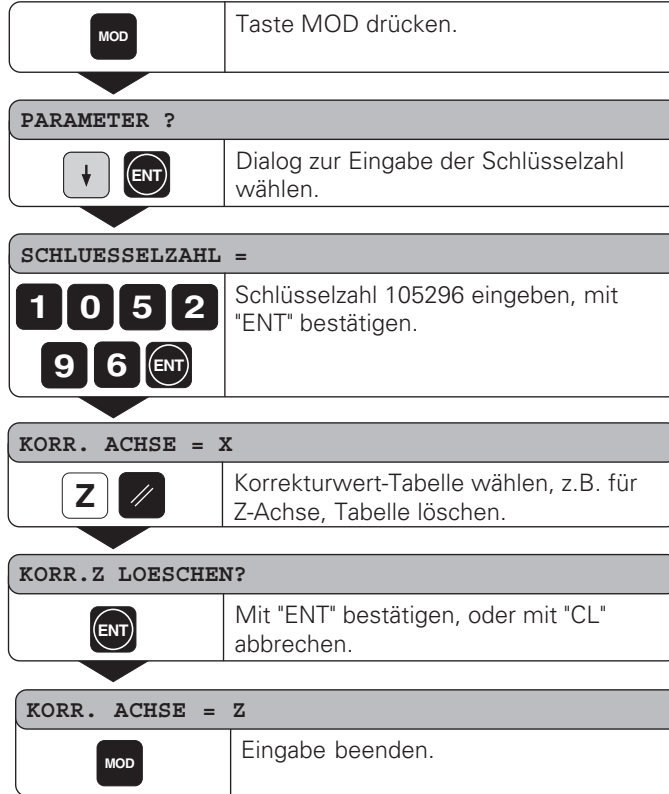 MOD
Taste MOD drücken.
PARAMETER ?
ENT
Dialog zur Eingabe der Schlüsselzahl
wählen.
SCHLUESSELZAHL =
1 0 5 2
9 6 ENT
Schlüsselzahl 105296 eingeben, mit
"ENT" bestätigen.
KORR. ACHSE = X
Z
Korrekturwert-Tabelle wählen, z.B. für
Z-Achse, Tabelle löschen.
KORR.Z LOESCHEN?
ENT
Mit "ENT" bestätigen, oder mit "CL"
abbrechen.
KORR. ACHSE = Z
MOD
Eingabe beenden.